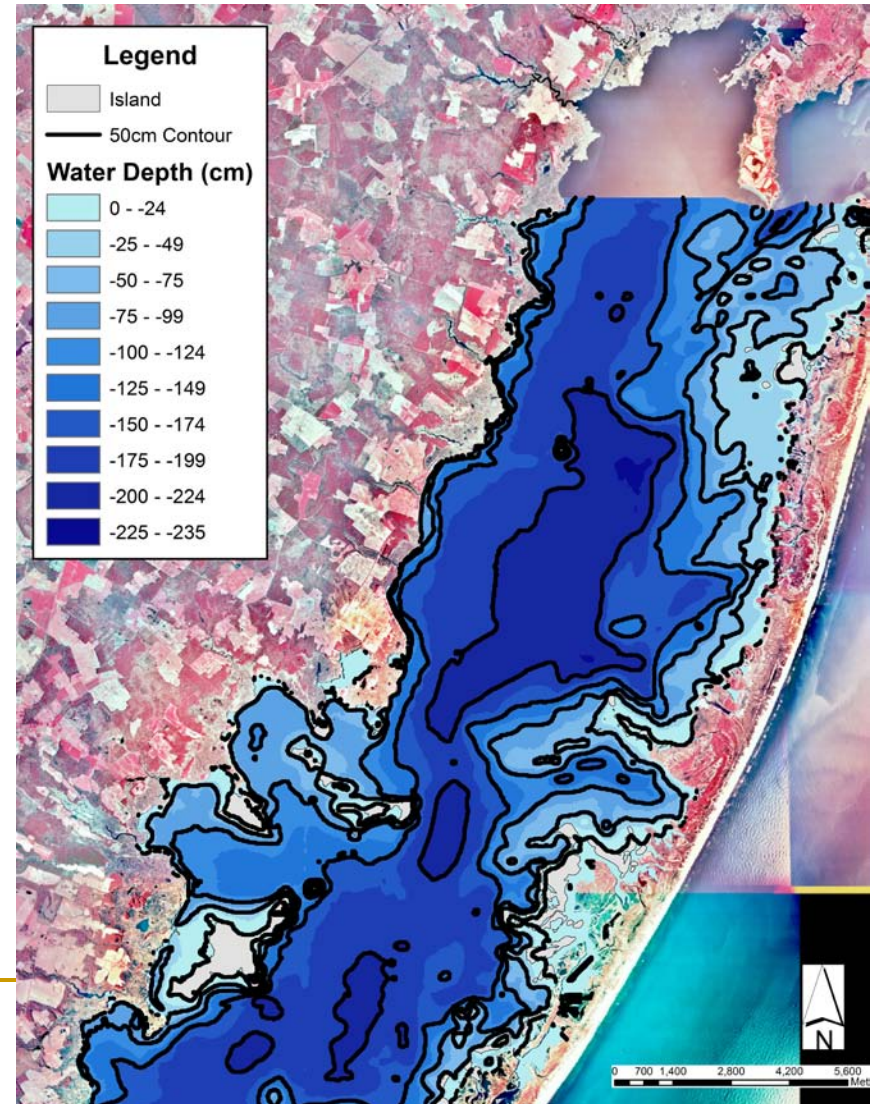 Legend
Island
50cm Contour
Water Depth (cm)
0 - -24
-25 - -49
-50 - -75
-75 - -99
-100 - -124
-125 - -149
-150 - -174
-175 - -199
-200 - -224
-225 - -235
N
0 700 1,400 2,800 4,200 5,600
Met